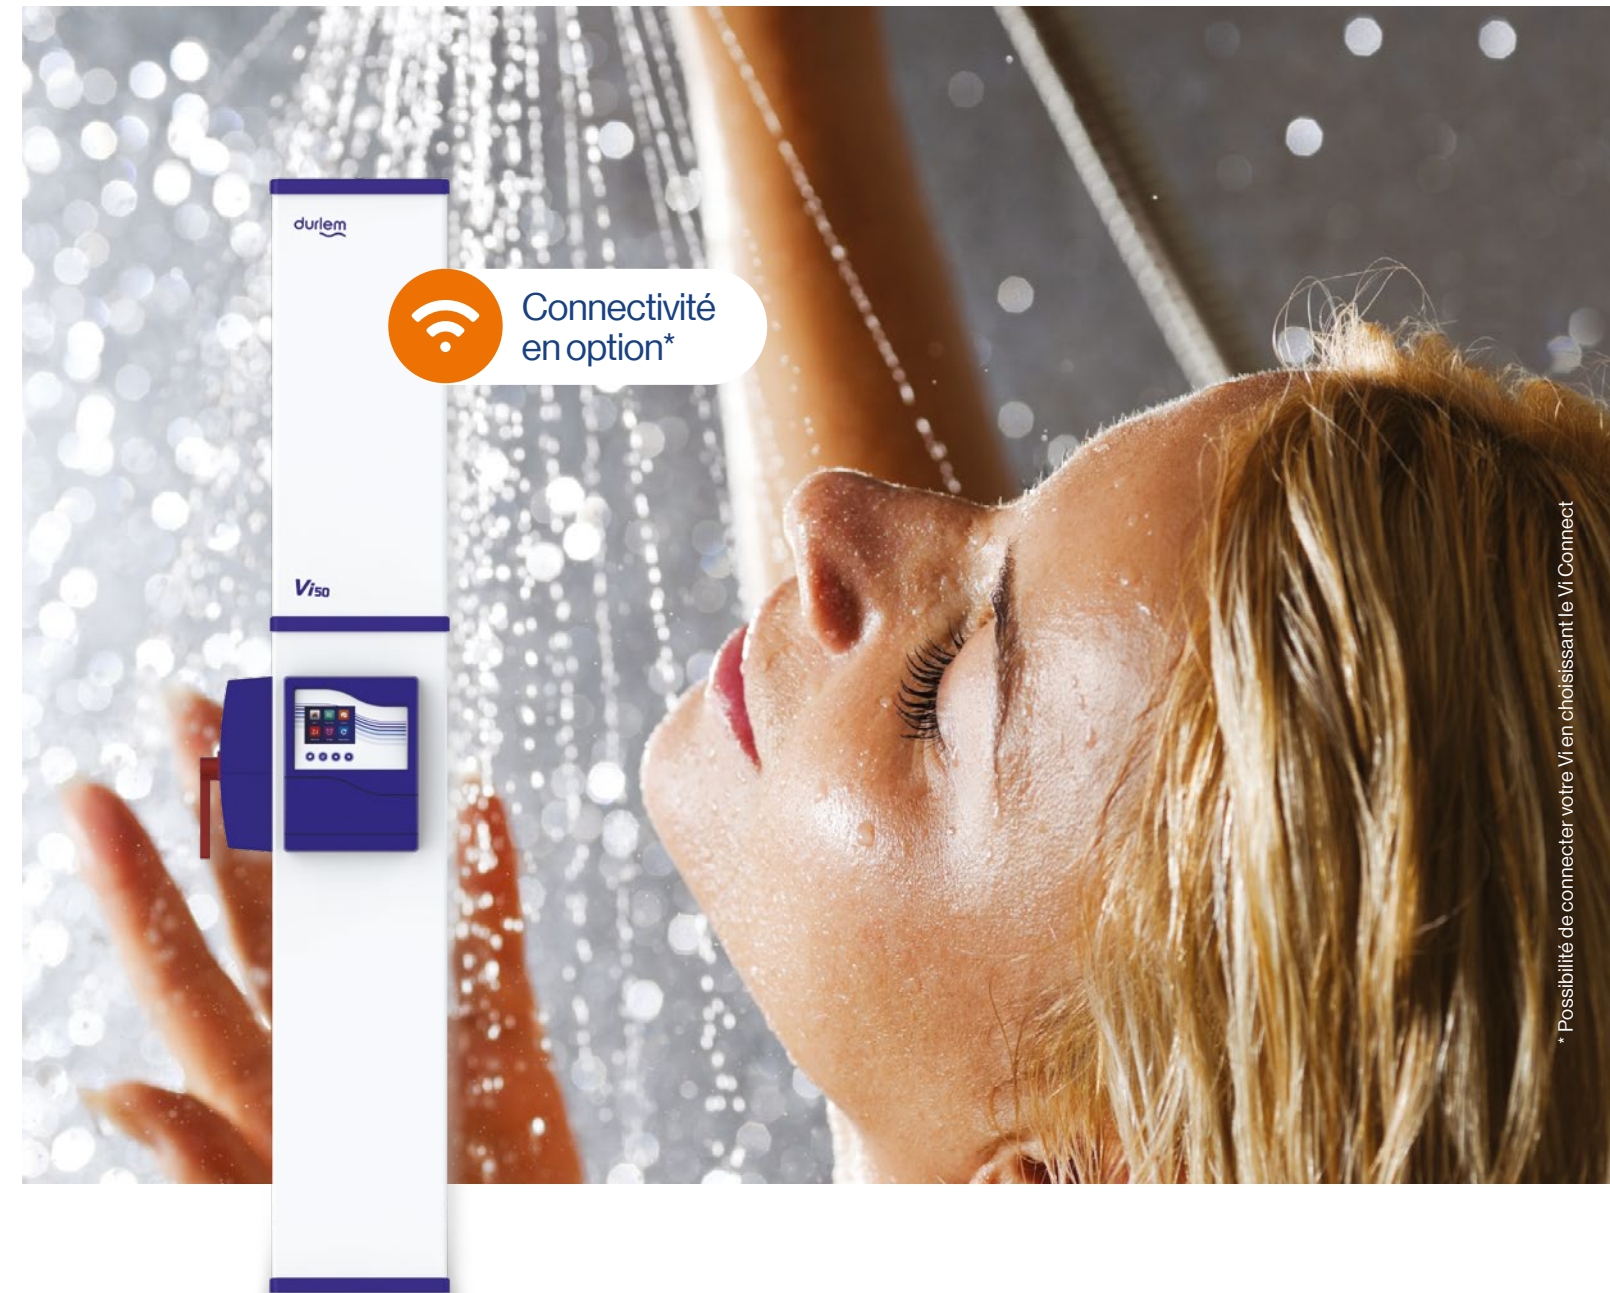 durlem
Connectivité
en option*
Vi50
* Possibilité de connecter votre Vi en choisissant le Vi Connect